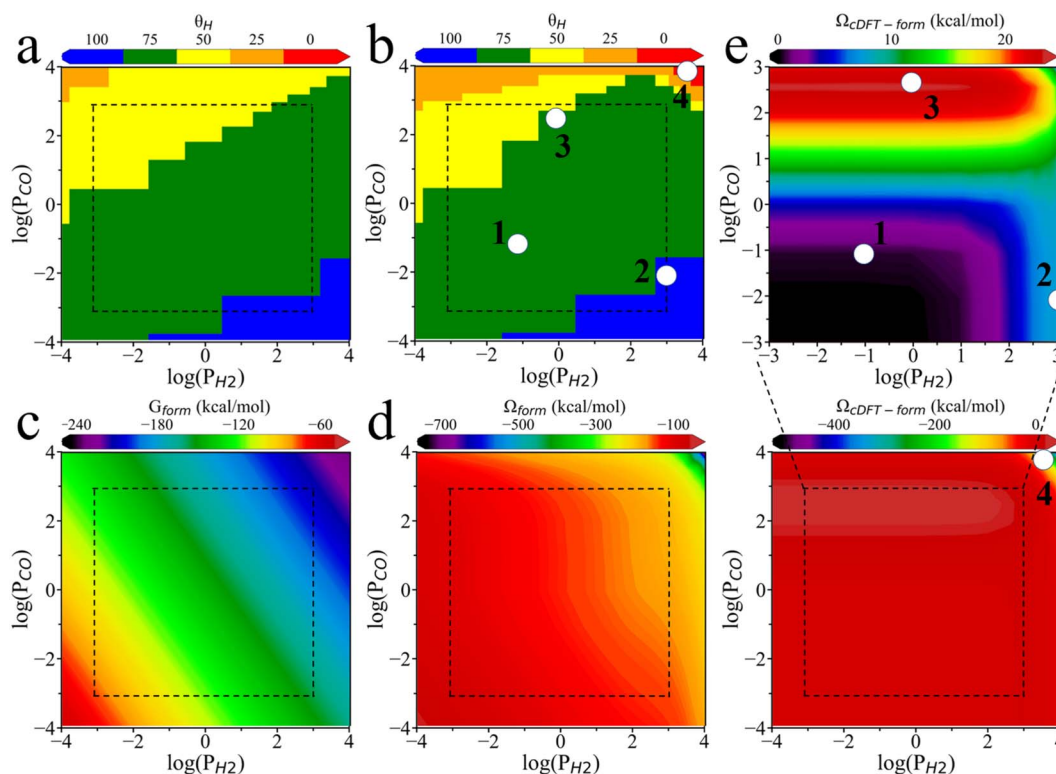 a
θH
100 75 50 25 0
4
2
0
−2
−4
log(PCO)
−4 −2 0 2 4
log(PH2)
b
θH
100 75 50 25 0
4
2
0
−2
−4
log(PCO)
−4 −2 0 2 4
log(PH2)
1
2
3
4
e
ΩcDFT−form (kcal/mol)
0 10 20
3
2
1
0
−1
−2
−3
log(PCO)
−3 −2 −1 0 1 2 3
log(PH2)
1
2
3
c
Gform (kcal/mol)
−240 −180 −120 −60
4
2
0
−2
−4
log(PCO)
−4 −2 0 2 4
log(PH2)
d
Ωform (kcal/mol)
−700 −500 −300 −100
4
2
0
−2
−4
log(PCO)
−4 −2 0 2 4
log(PH2)
ΩcDFT−form (kcal/mol)
−400 −200 0
4
2
0
−2
−4
log(PCO)
−4 −2 0 2 4
log(PH2)
4